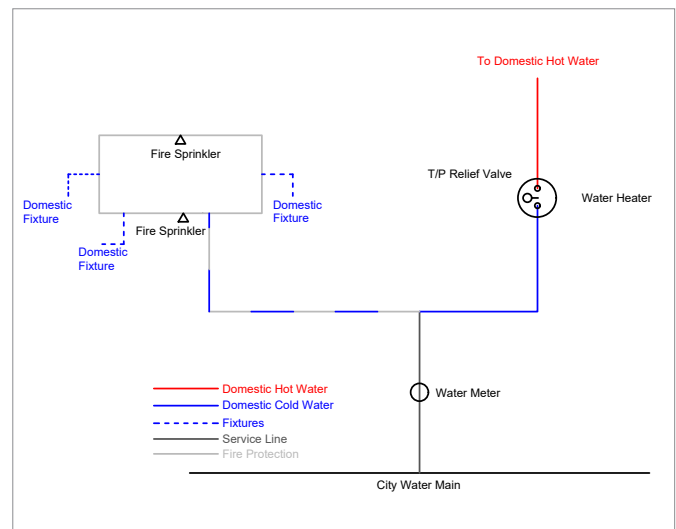 To Domestic Hot Water
Fire Sprinkler
T/P Relief Valve
Water Heater
Domestic
Fixture
Domestic
Fixture
Fire Sprinkler
Domestic
Fixture
Domestic Hot Water
Domestic Cold Water
Fixtures
Service Line
Fire Protection
Water Meter
City Water Main